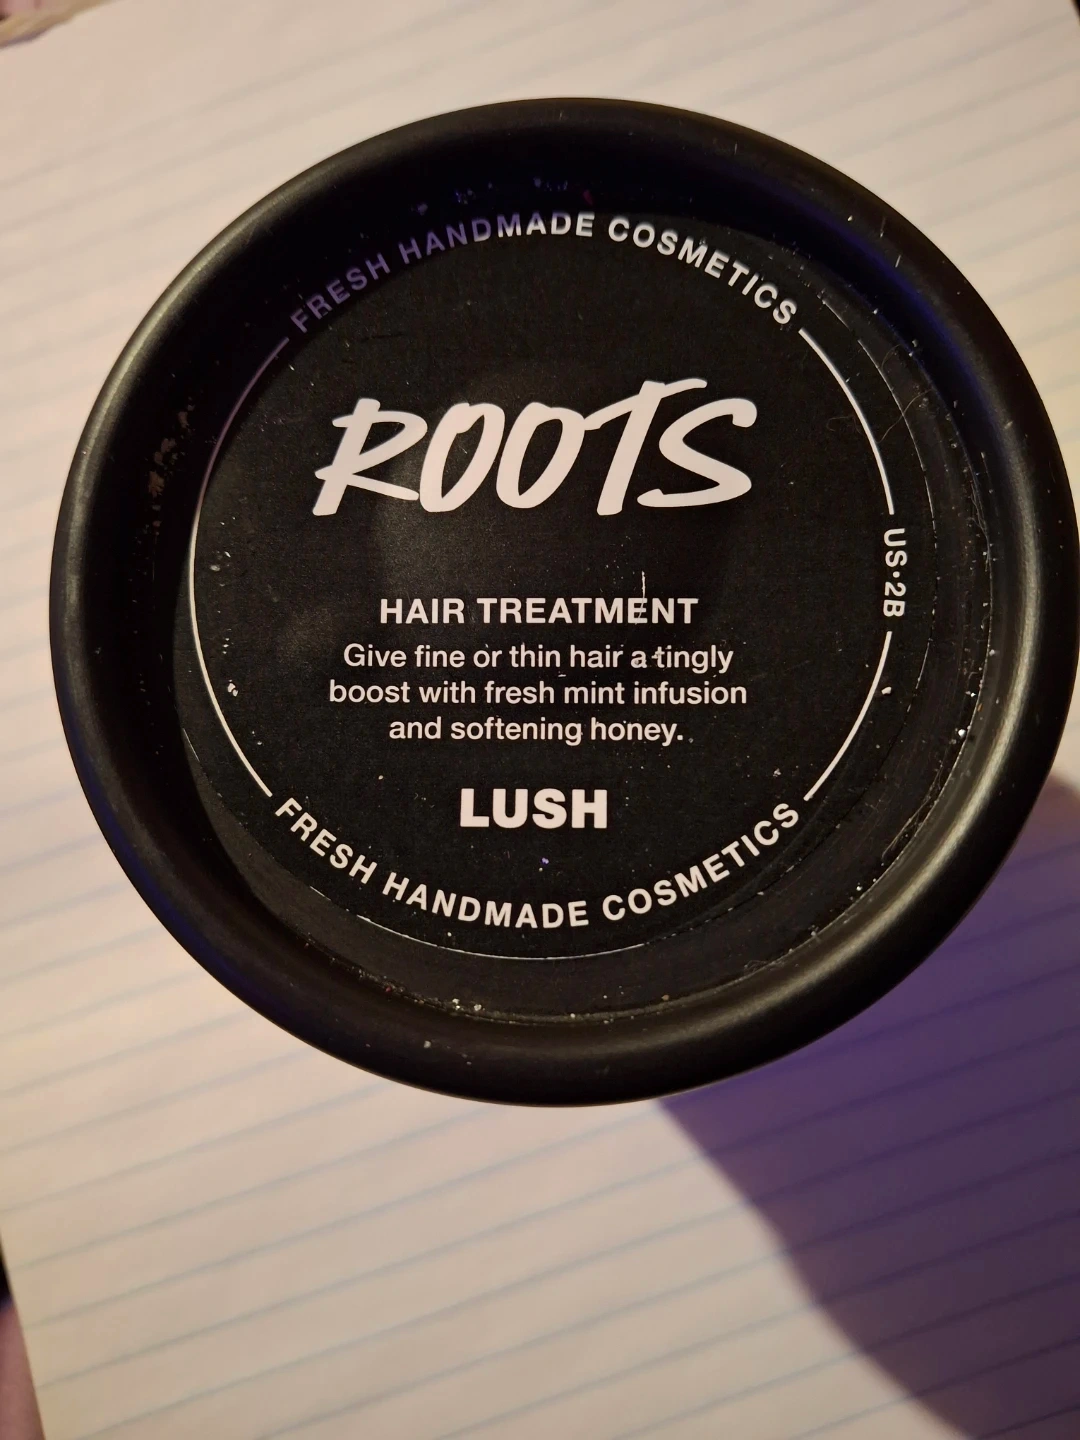 FRESH HANDMADE COSMETICS
ROOTS
US•2B
HAIR TREATMENT
Give fine or thin hair a tingly
boost with fresh mint infusion
and softening honey.
LUSH
FRESH HANDMADE COSMETICS